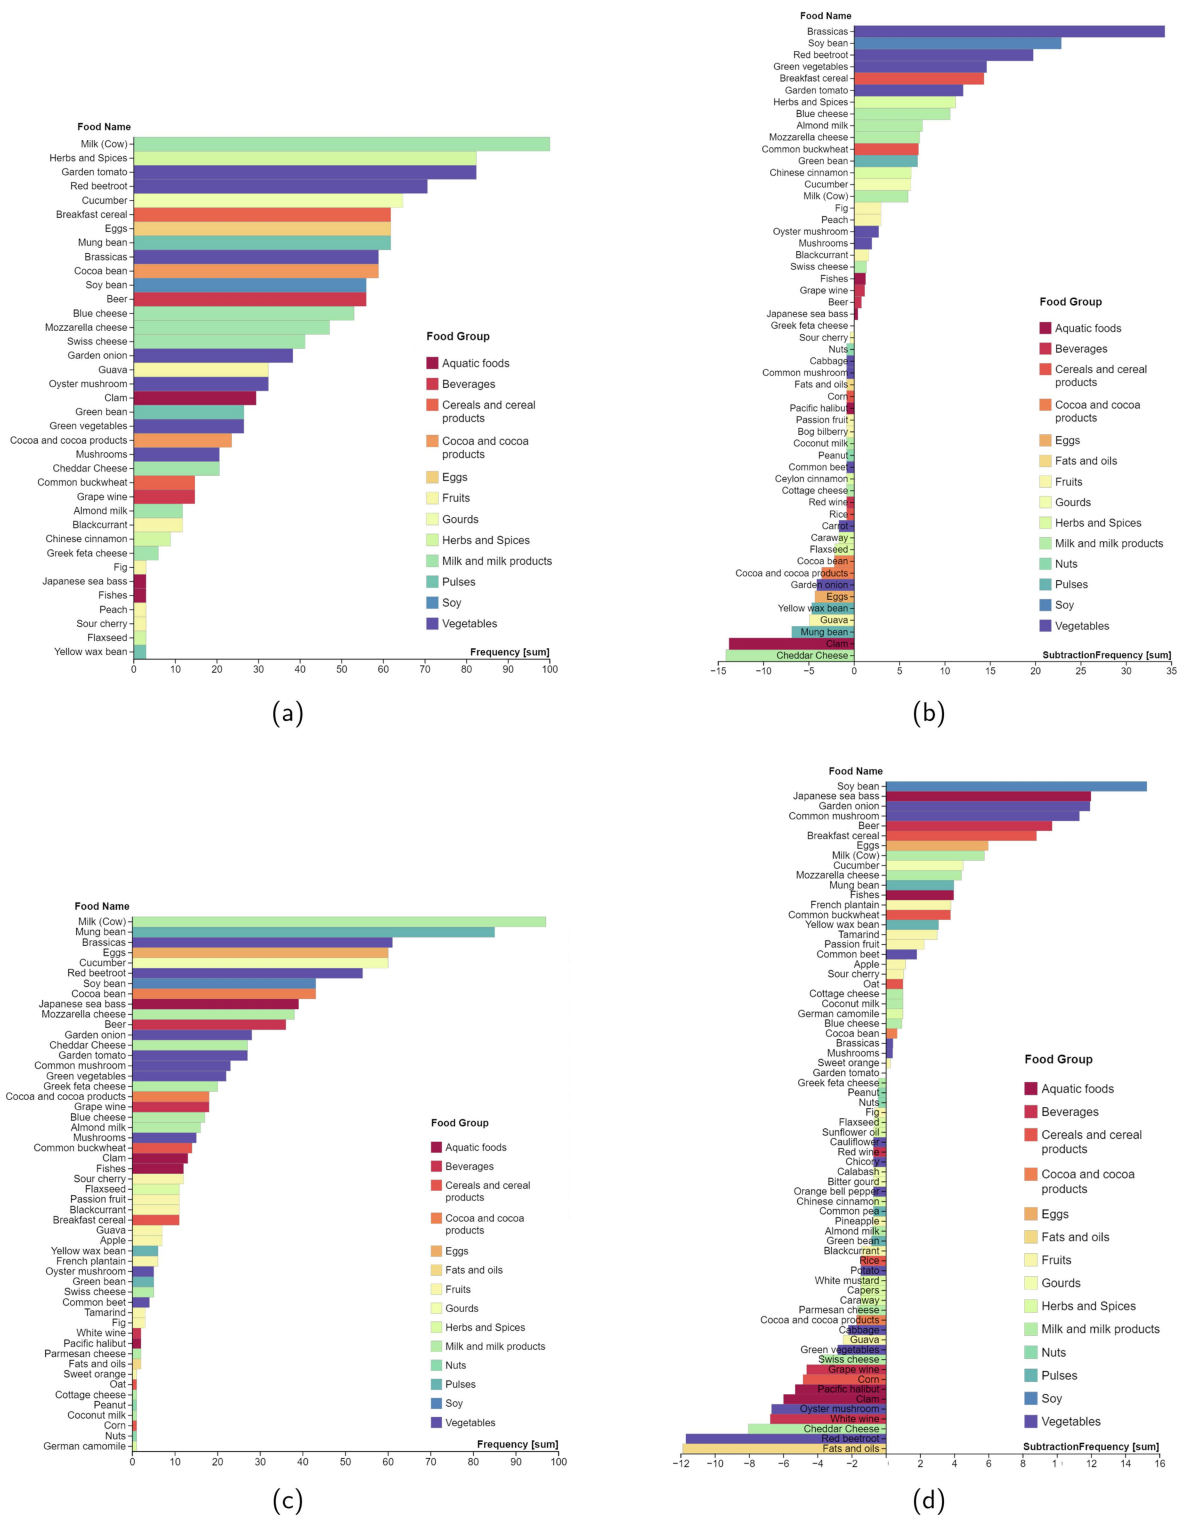 Food Name
Milk (Cow)
Herbs and Spices
Garden tomato
Red beetroot
Cucumber
Breakfast cereal
Eggs
Mung bean
Brassicas
Cocoa bean
Soy bean
Beer
Blue cheese
Mozzarella cheese
Swiss cheese
Garden onion
Guava
Oyster mushroom
Clam
Green bean
Green vegetables
Cocoa and cocoa products
Mushrooms
Cheddar Cheese
Common buckwheat
Grape wine
Almond milk
Blackcurrant
Chinese cinnamon
Greek feta cheese
Fig
Japanese sea bass
Fishes
Peach
Sour cherry
Flaxseed
Yellow wax bean
Frequency [sum]
0 10 20 30 40 50 60 70 80 90 100
Food Group
Aquatic foods
Beverages
Cereals and cereal
products
Cocoa and cocoa
products
Eggs
Fruits
Gourds
Herbs and Spices
Milk and milk products
Pulses
Soy
Vegetables
(a)
Food Name
Brassicas
Soy bean
Red beetroot
Green vegetables
Breakfast cereal
Garden tomato
Herbs and Spices
Blue cheese
Almond milk
Mozzarella cheese
Common buckwheat
Green bean
Chinese cinnamon
Cucumber
Milk (Cow)
Fig
Peach
Oyster mushroom
Mushrooms
Blackcurrant
Swiss cheese
Fishes
Grape wine
Beer
Japanese sea bass
Greek feta cheese
Sour cherry
Nuts
Cabbage
Common mushroom
Fats and oils
Corn
Pacific halibut
Passion fruit
Bog bilberry
Coconut milk
Peanut
Common beet
Ceylon cinnamon
Cottage cheese
Red wine
Rice
Carrot
Caraway
Flaxseed
Cocoa bean
Cocoa and cocoa products
Garden onion
Eggs
Yellow wax bean
Guava
Mung bean
Clam
Cheddar Cheese
SubtractionFrequency [sum]
−15 −10 −5 0 5 10 15 20 25 30 35
Food Group
Aquatic foods
Beverages
Cereals and cereal
products
Cocoa and cocoa
products
Eggs
Fats and oils
Fruits
Gourds
Herbs and Spices
Milk and milk products
Nuts
Pulses
Soy
Vegetables
(b)
Food Name
Milk (Cow)
Mung bean
Brassicas
Eggs
Cucumber
Red beetroot
Soy bean
Cocoa bean
Japanese sea bass
Mozzarella cheese
Beer
Garden onion
Cheddar Cheese
Garden tomato
Common mushroom
Green vegetables
Greek feta cheese
Cocoa and cocoa products
Grape wine
Blue cheese
Almond milk
Mushrooms
Common buckwheat
Clam
Fishes
Sour cherry
Flaxseed
Passion fruit
Blackcurrant
Breakfast cereal
Guava
Apple
Yellow wax bean
French plantain
Oyster mushroom
Green bean
Swiss cheese
Common beet
Tamarind
Fig
White wine
Pacific halibut
Parmesan cheese
Fats and oils
Sweet orange
Oat
Cottage cheese
Peanut
Coconut milk
Corn
Nuts
German camomile
Frequency [sum]
0 10 20 30 40 50 60 70 80 90 100
Food Group
Aquatic foods
Beverages
Cereals and cereal
products
Cocoa and cocoa
products
Eggs
Fats and oils
Fruits
Gourds
Herbs and Spices
Milk and milk products
Nuts
Pulses
Soy
Vegetables
(c)
Food Name
Soy bean
Japanese sea bass
Garden onion
Common mushroom
Beer
Breakfast cereal
Eggs
Milk (Cow)
Cucumber
Mozzarella cheese
Mung bean
Fishes
French plantain
Common buckwheat
Yellow wax bean
Tamarind
Passion fruit
Common beet
Apple
Sour cherry
Oat
Cottage cheese
Coconut milk
German camomile
Blue cheese
Cocoa bean
Brassicas
Mushrooms
Sweet orange
Garden tomato
Greek feta cheese
Peanut
Nuts
Fig
Flaxseed
Sunflower oil
Cauliflower
Red wine
Chicory
Calabash
Bitter gourd
Orange bell pepper
Chinese cinnamon
Common pea
Pineapple
Almond milk
Green bean
Blackcurrant
Rice
Potato
White mustard
Capers
Caraway
Parmesan cheese
Cocoa and cocoa products
Cabbage
Guava
Green vegetables
Swiss cheese
Grape wine
Corn
Pacific halibut
Clam
Oyster mushroom
White wine
Cheddar Cheese
Red beetroot
Fats and oils
SubtractionFrequency [sum]
−12 −10 −8 −6 −4 −2 0 2 4 6 8 10 12 14 16
Food Group
Aquatic foods
Beverages
Cereals and cereal
products
Cocoa and cocoa
products
Eggs
Fats and oils
Fruits
Gourds
Herbs and Spices
Milk and milk products
Nuts
Pulses
Soy
Vegetables
(d)